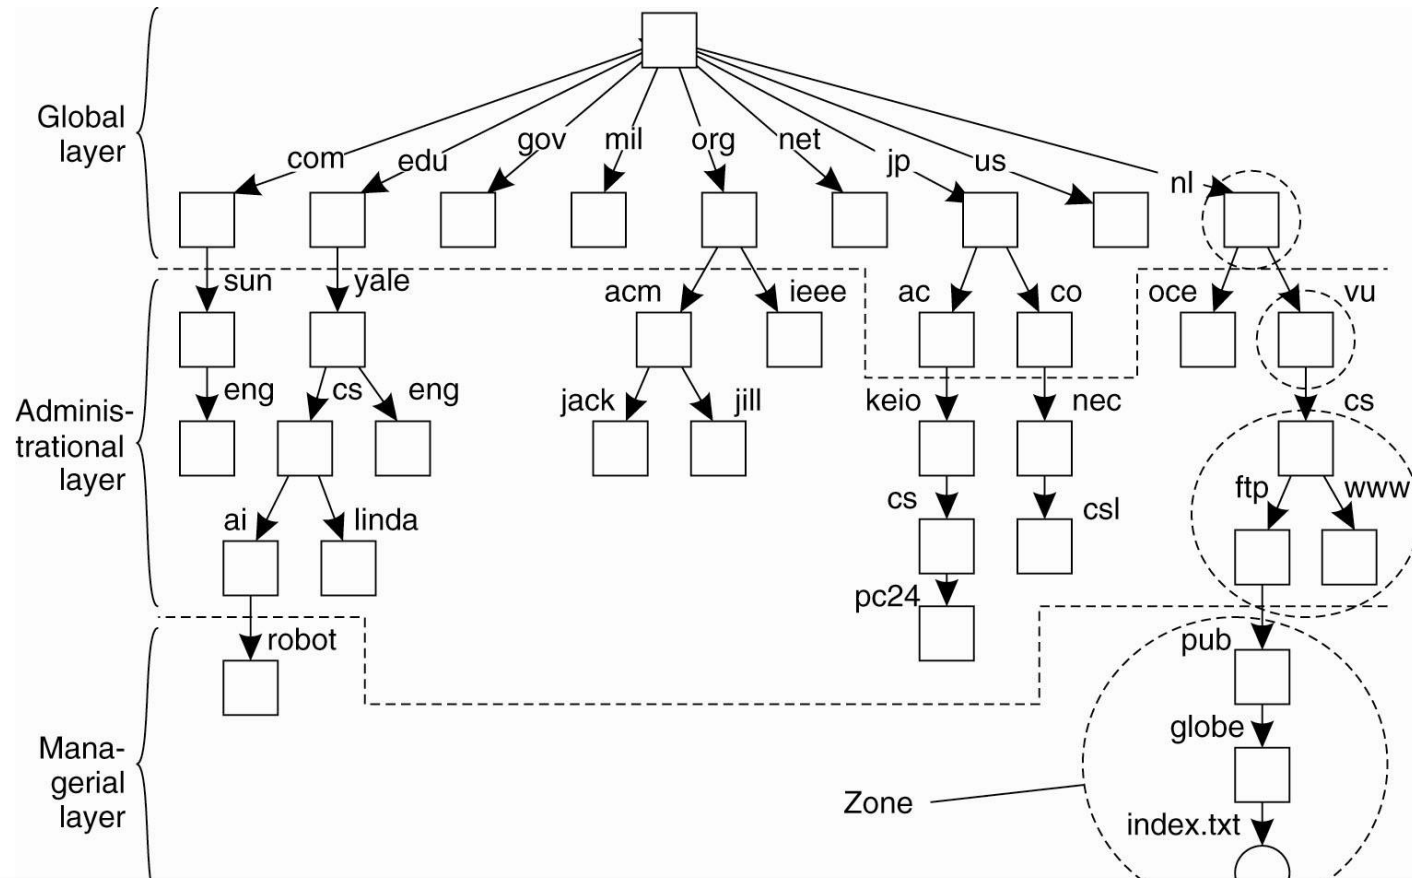 Global
layer
com
edu
gov
mil
org
net
jp
us
nl
sun
yale
acm
ieee
ac
co
oce
vu
Adminis-
trational
layer
eng
cs
eng
jack
jill
keio
nec
cs
ai
linda
cs
csl
ftp
www
pc24
robot
pub
Mana-
gerial
layer
globe
Zone
index.txt